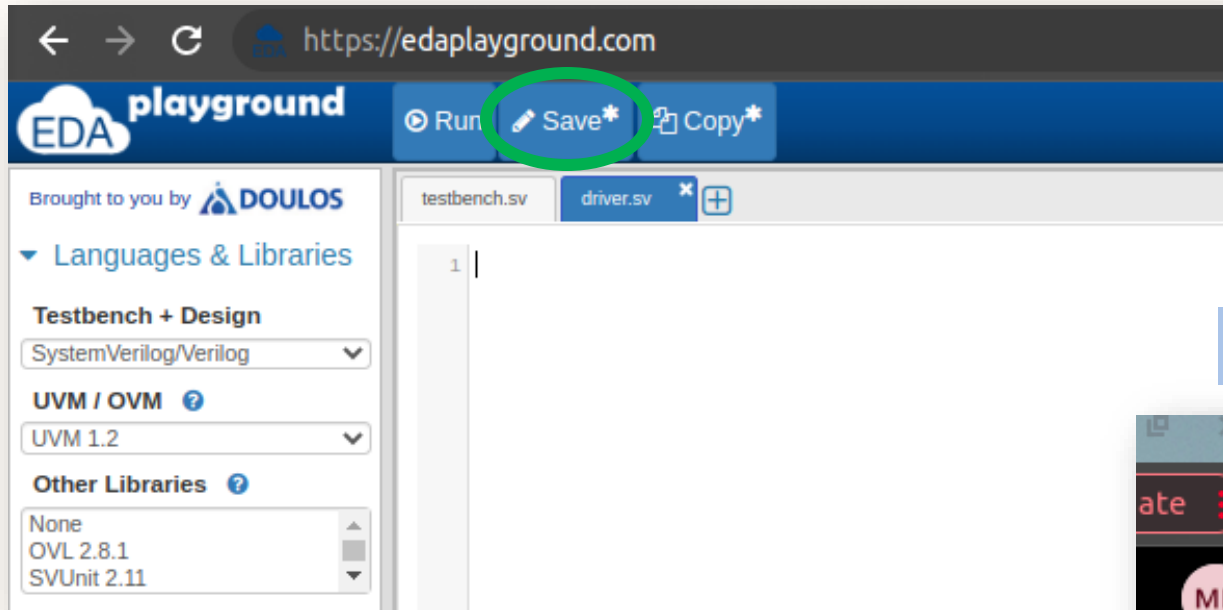 https://edaplayground.com
EDA playground
Run Save* Copy*
Brought to you by DOULOS
testbench.sv driver.sv
Languages & Libraries
1
Testbench + Design
SystemVerilog/Verilog
UVM / OVM ?
UVM 1.2
Other Libraries ?
None
OVL 2.8.1
SVUnit 2.11
ate